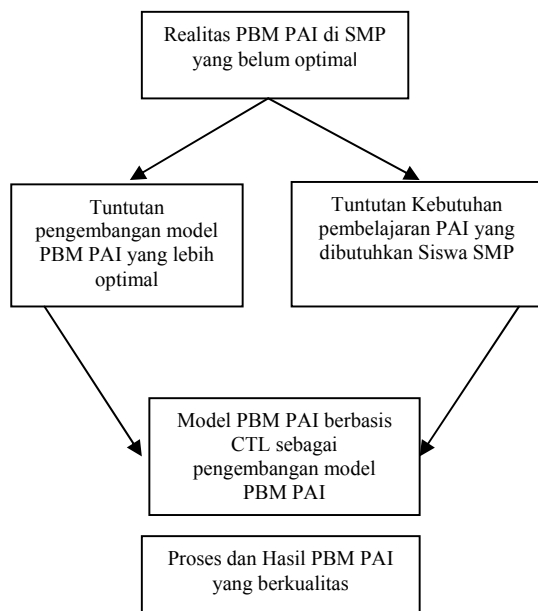 Realitas PBM PAI di SMP
yang belum optimal
Tuntutan
pengembangan model
PBM PAI yang lebih
optimal
Tuntutan Kebutuhan
pembelajaran PAI yang
dibutuhkan Siswa SMP
Model PBM PAI berbasis
CTL sebagai
pengembangan model
PBM PAI
Proses dan Hasil PBM PAI
yang berkualitas